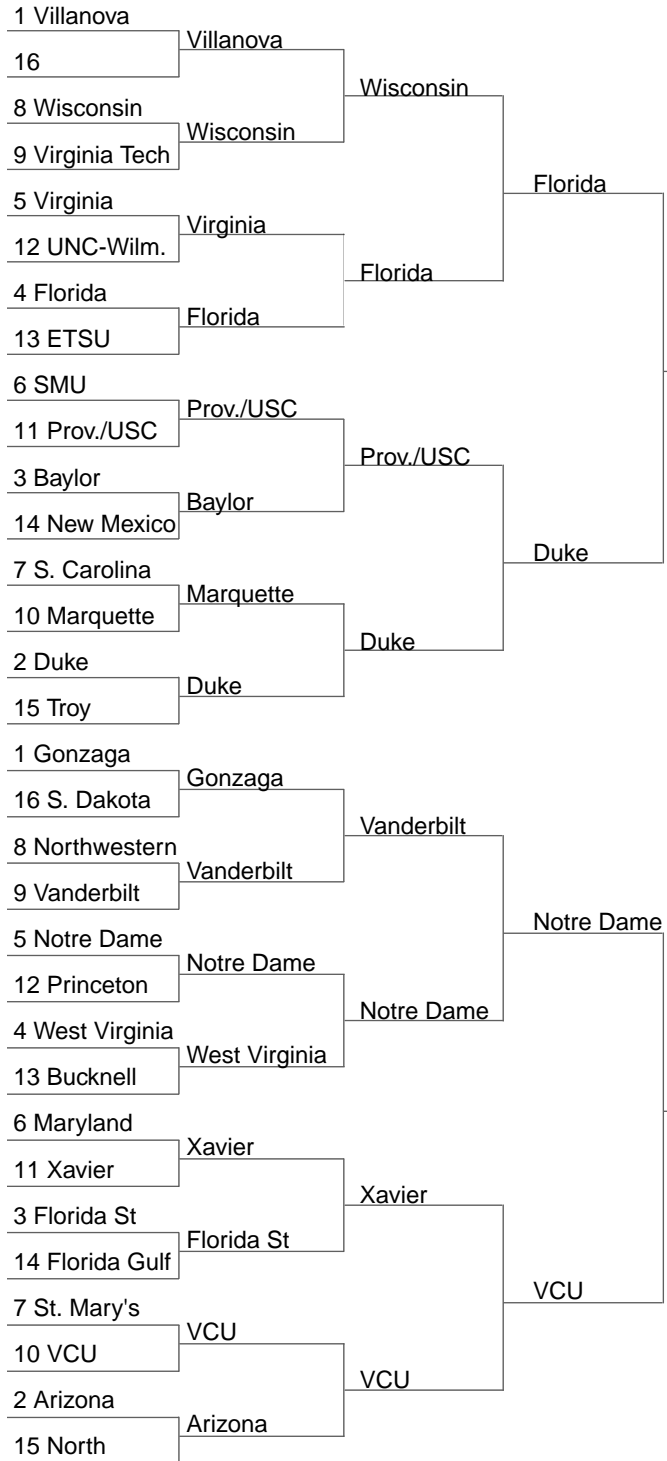 1 Villanova
16
8 Wisconsin
9 Virginia Tech
5 Virginia
12 UNC-Wilm.
4 Florida
13 ETSU
6 SMU
11 Prov./USC
3 Baylor
14 New Mexico
7 S. Carolina
10 Marquette
2 Duke
15 Troy
1 Gonzaga
16 S. Dakota
8 Northwestern
9 Vanderbilt
5 Notre Dame
12 Princeton
4 West Virginia
13 Bucknell
6 Maryland
11 Xavier
3 Florida St
14 Florida Gulf
7 St. Mary's
10 VCU
2 Arizona
15 North
Villanova
Wisconsin
Virginia
Florida
Prov./USC
Baylor
Marquette
Duke
Gonzaga
Vanderbilt
Notre Dame
West Virginia
Xavier
Florida St
VCU
Arizona
Wisconsin
Florida
Prov./USC
Duke
Vanderbilt
Notre Dame
Xavier
VCU
Florida
Duke
Notre Dame
VCU